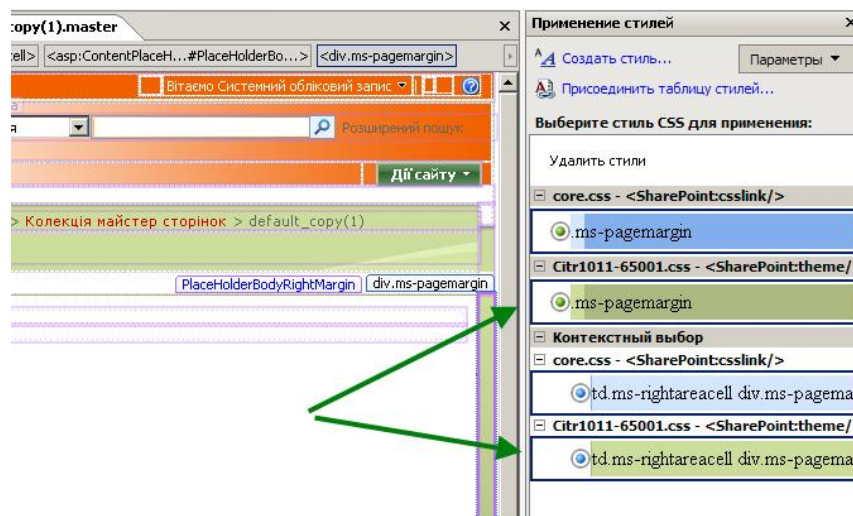 copy(1).master
cell> <asp:ContentPlaceH...#PlaceHolderBo...> <div.ms-pagemargin>
Вітаємо Системний обліковий запис
а
я
Розширений пошук
Дії сайту
> Колекція майстер сторінок > default_copy(1)
PlaceHolderBodyRightMargin div.ms-pagemargin
Применение стилей
Создать стиль... Параметры
Присоединить таблицу стилей...
Выберите стиль CSS для применения:
Удалить стили
core.css - <SharePoint:csslink/>
.ms-pagemargin
Citr1011-65001.css - <SharePoint:theme/
.ms-pagemargin
Контекстный выбор
core.css - <SharePoint:csslink/>
td.ms-rightareacell div.ms-pagema
Citr1011-65001.css - <SharePoint:theme/
td.ms-rightareacell div.ms-pagema